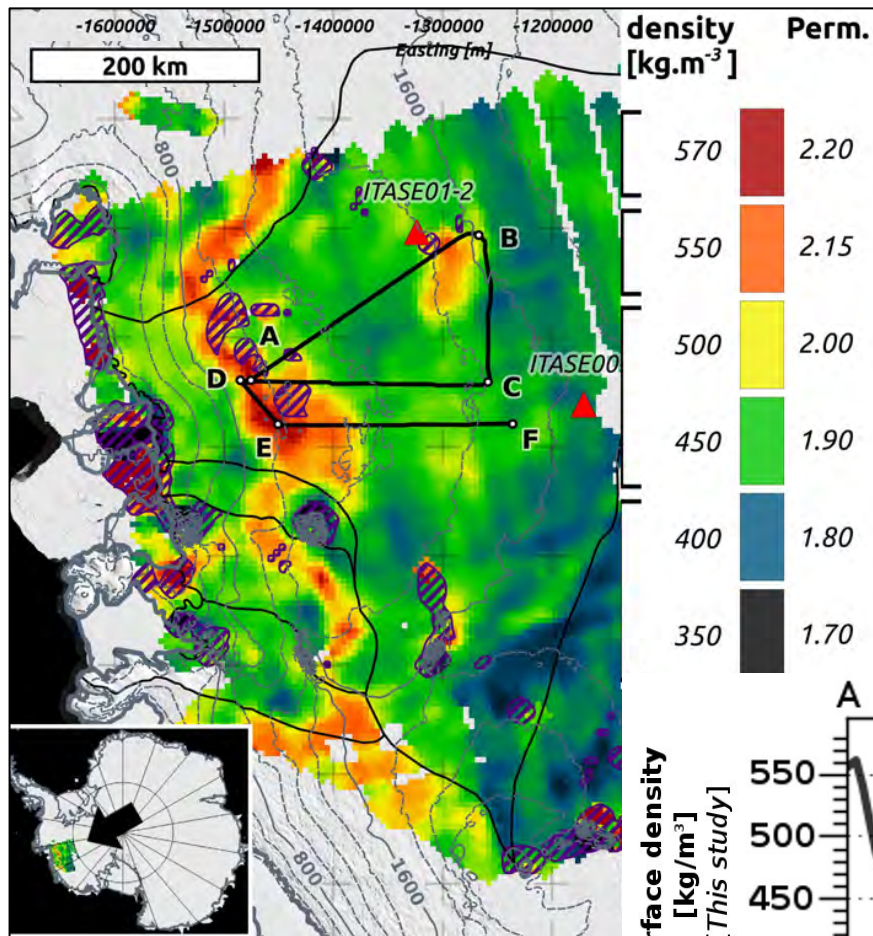 -1600000 -1500000 -1400000 -1300000 -1200000
Easting [m]
200 km
density Perm.
[kg.m-3]
1600
800
570 2.20
ITASE01-2
B
550 2.15
A
500 2.00
D
ITASE00
C
E
F
450 1.90
400 1.80
350 1.70
A
550
500
450
rface density
[kg/m3]
[This study]
800
1600